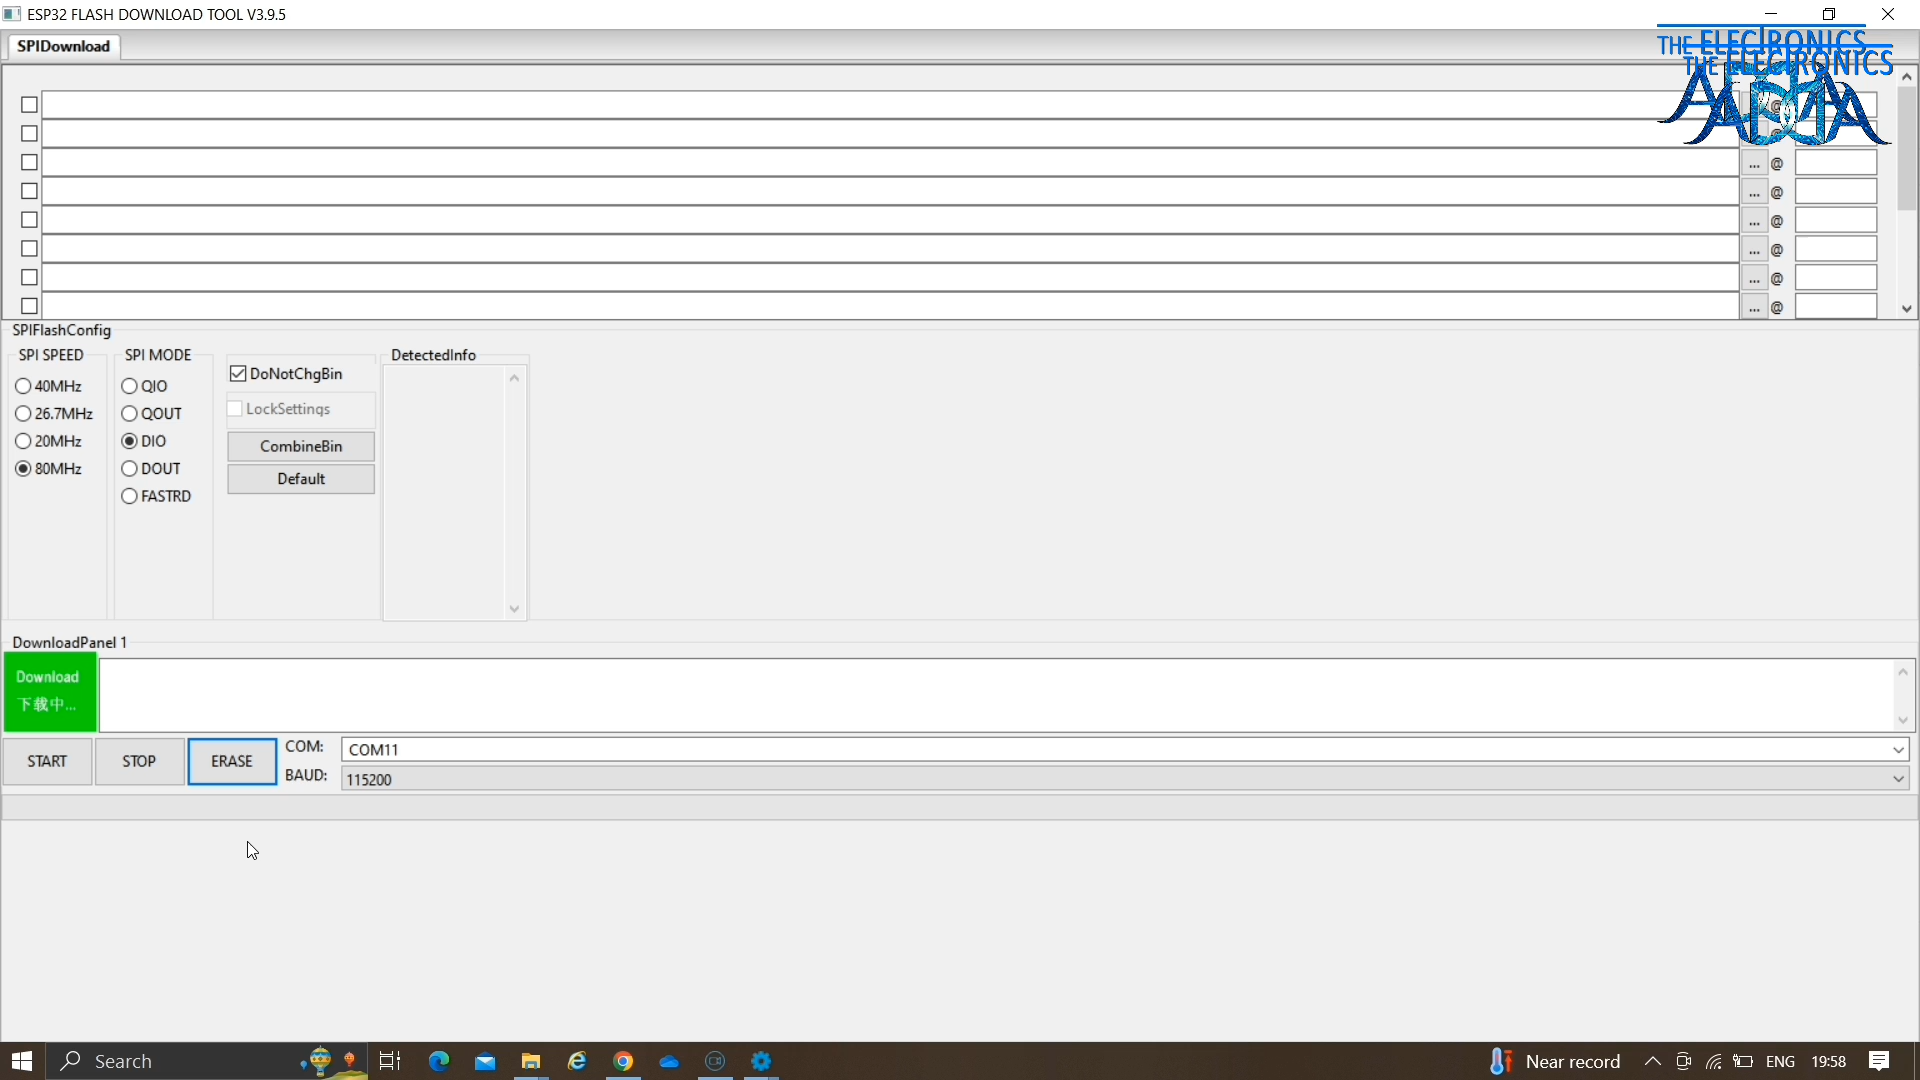 ESP32 FLASH DOWNLOAD TOOL V3.9.5
SPIDownload
THE ELECTRONICS
THE ELECTRONICS
... @
... @
... @
... @
... @
... @
SPIFlashConfig
SPI SPEED
40MHz
26.7MHz
20MHz
80MHz
SPI MODE
QIO
QOUT
DIO
DOUT
FASTRD
DoNotChgBin
LockSettings
CombineBin
Default
DetectedInfo
DownloadPanel 1
Download
下载中...
START STOP ERASE
COM: COM11
BAUD: 115200
Search
Near record
ENG
19:58